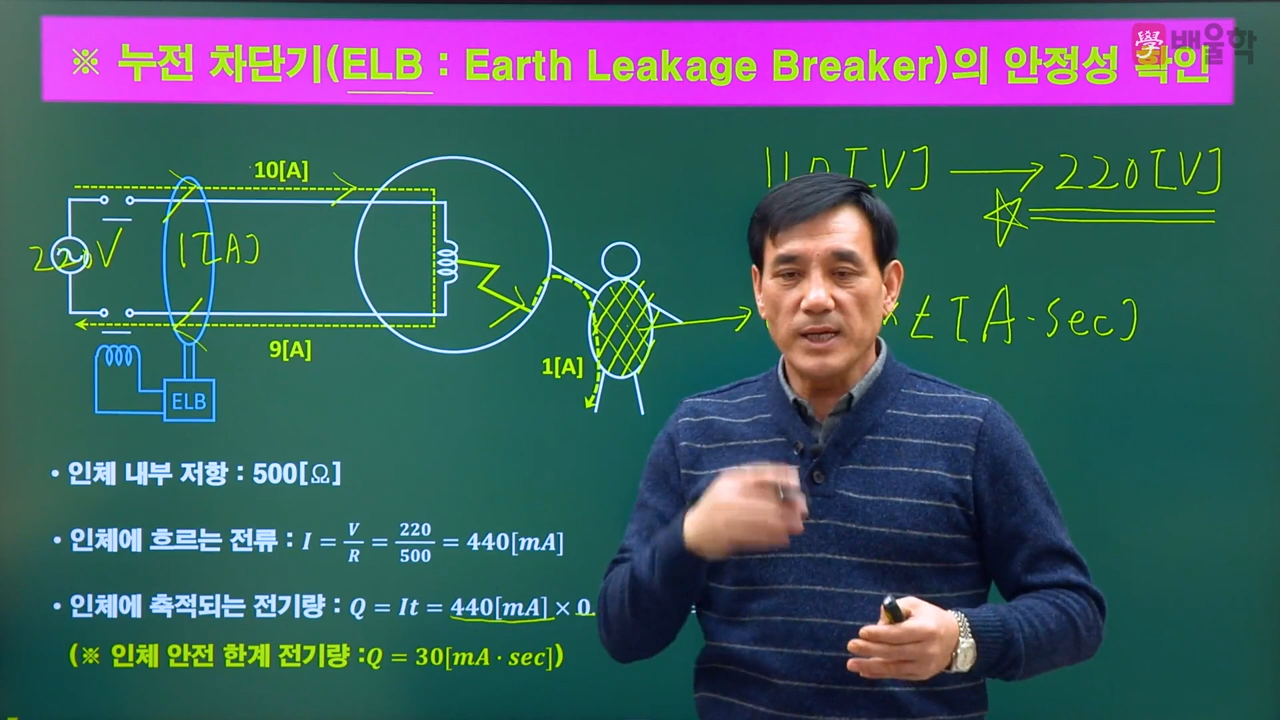 ※ 누전 차단기(ELB : Earth Leakage Breaker)의 안정성 확인
學 배울학
10[A]
110[V] → 220[V]
220V
1[A]
t[A·sec]
9[A]
1[A]
ELB
• 인체 내부 저항 : 500[Ω]
• 인체에 흐르는 전류 : I = V/R = 220/500 = 440[mA]
• 인체에 축적되는 전기량 : Q = It = 440[mA] × 0.
(※ 인체 안전 한계 전기량 :Q = 30[mA · sec])